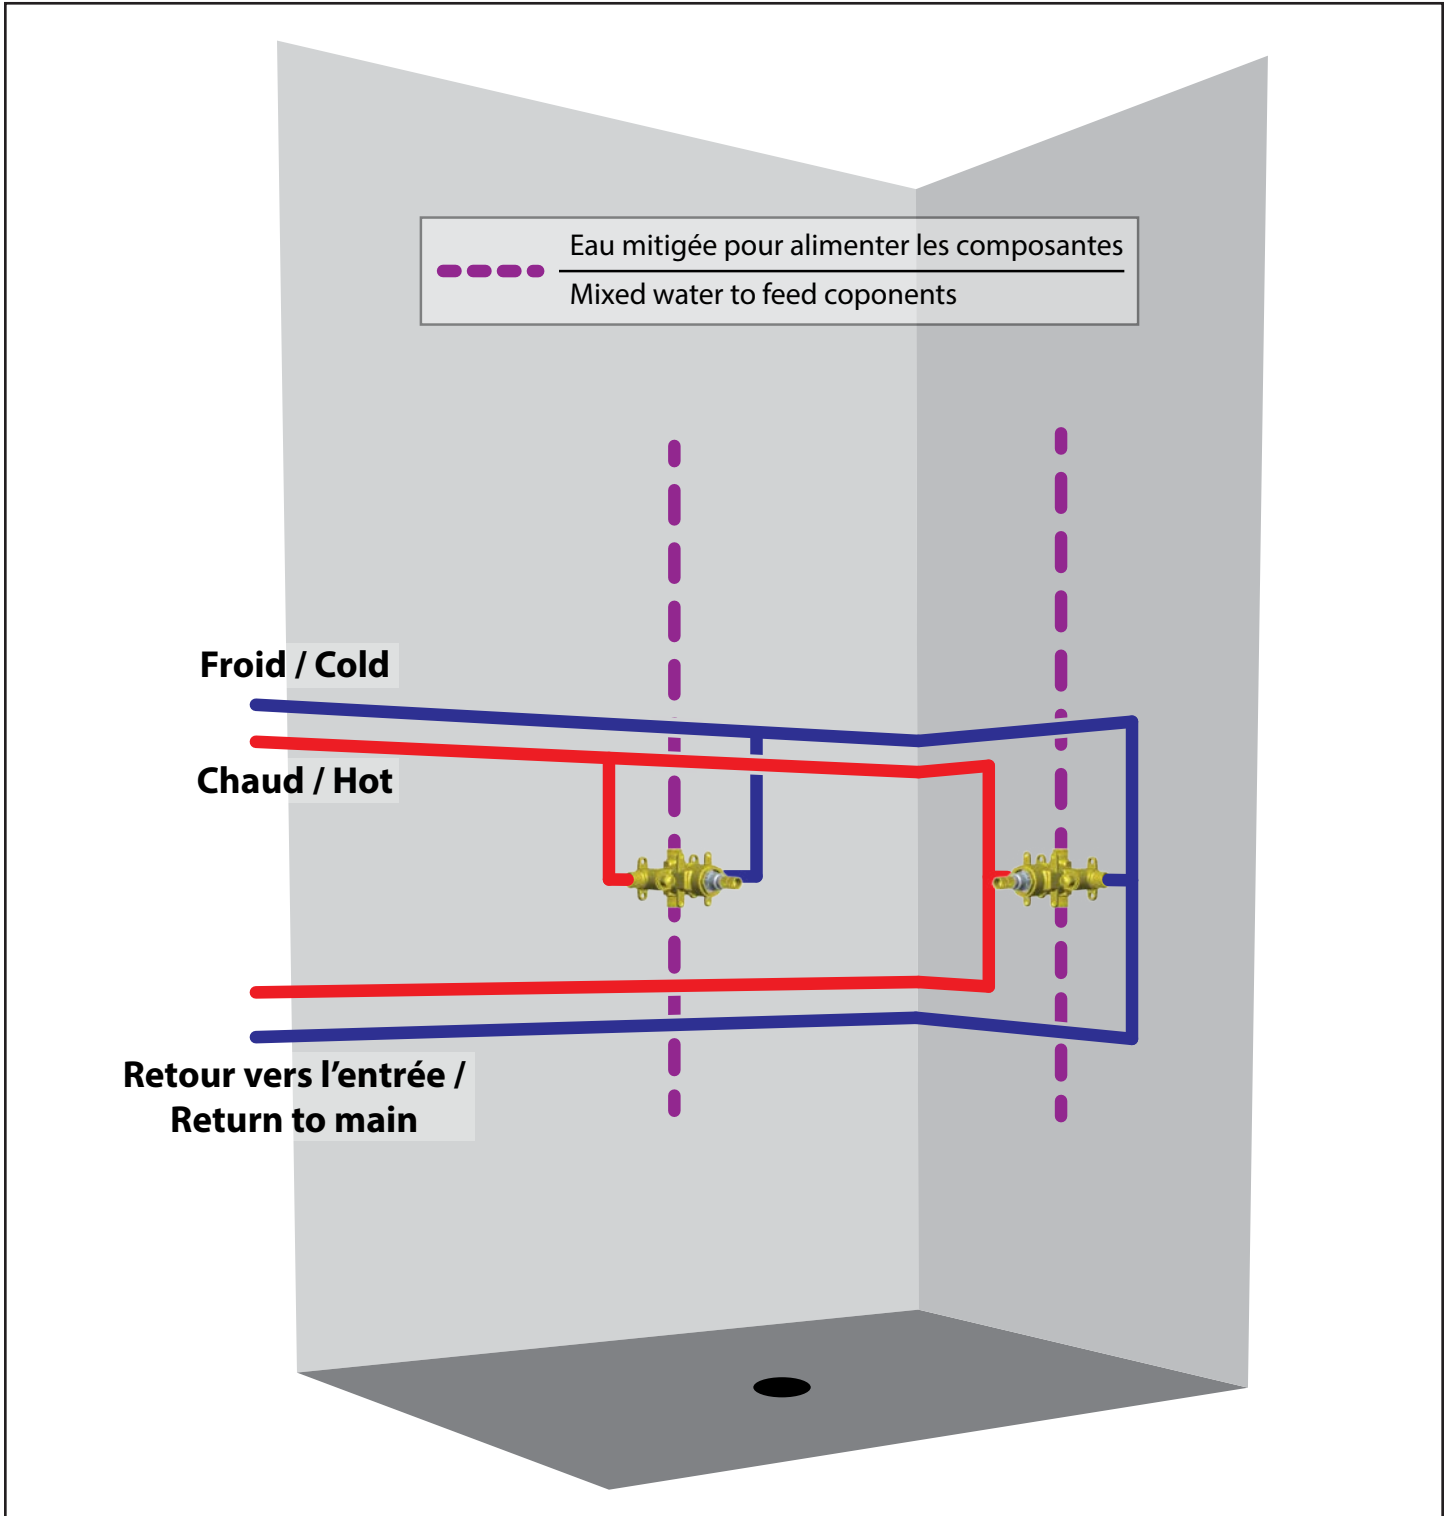 Eau mitigée pour alimenter les composantes
Mixed water to feed coponents
Froid / Cold
Chaud / Hot
Retour vers l'entrée /
Return to main